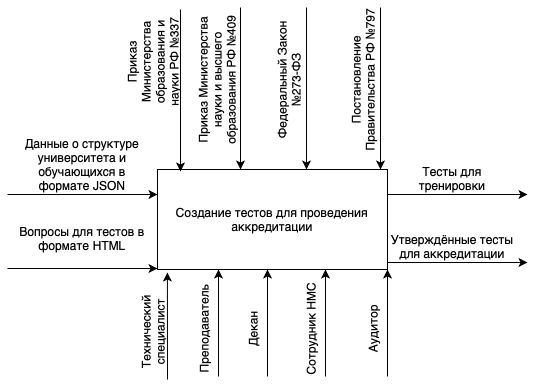 Приказ
Министерства
образования и
науки РФ №337
Приказ Министерства
науки и высшего
образования РФ №409
Федеральный Закон
№273-ФЗ
Постановление
Правительства РФ №797
Данные о структуре
университета и
обучающихся в
формате JSON
Вопросы для тестов в
формате HTML
Создание тестов для проведения
аккредитации
Тесты для
тренировки
Утверждённые тесты
для аккредитации
Технический
специалист
Преподаватель
Декан
Сотрудник НМС
Аудитор